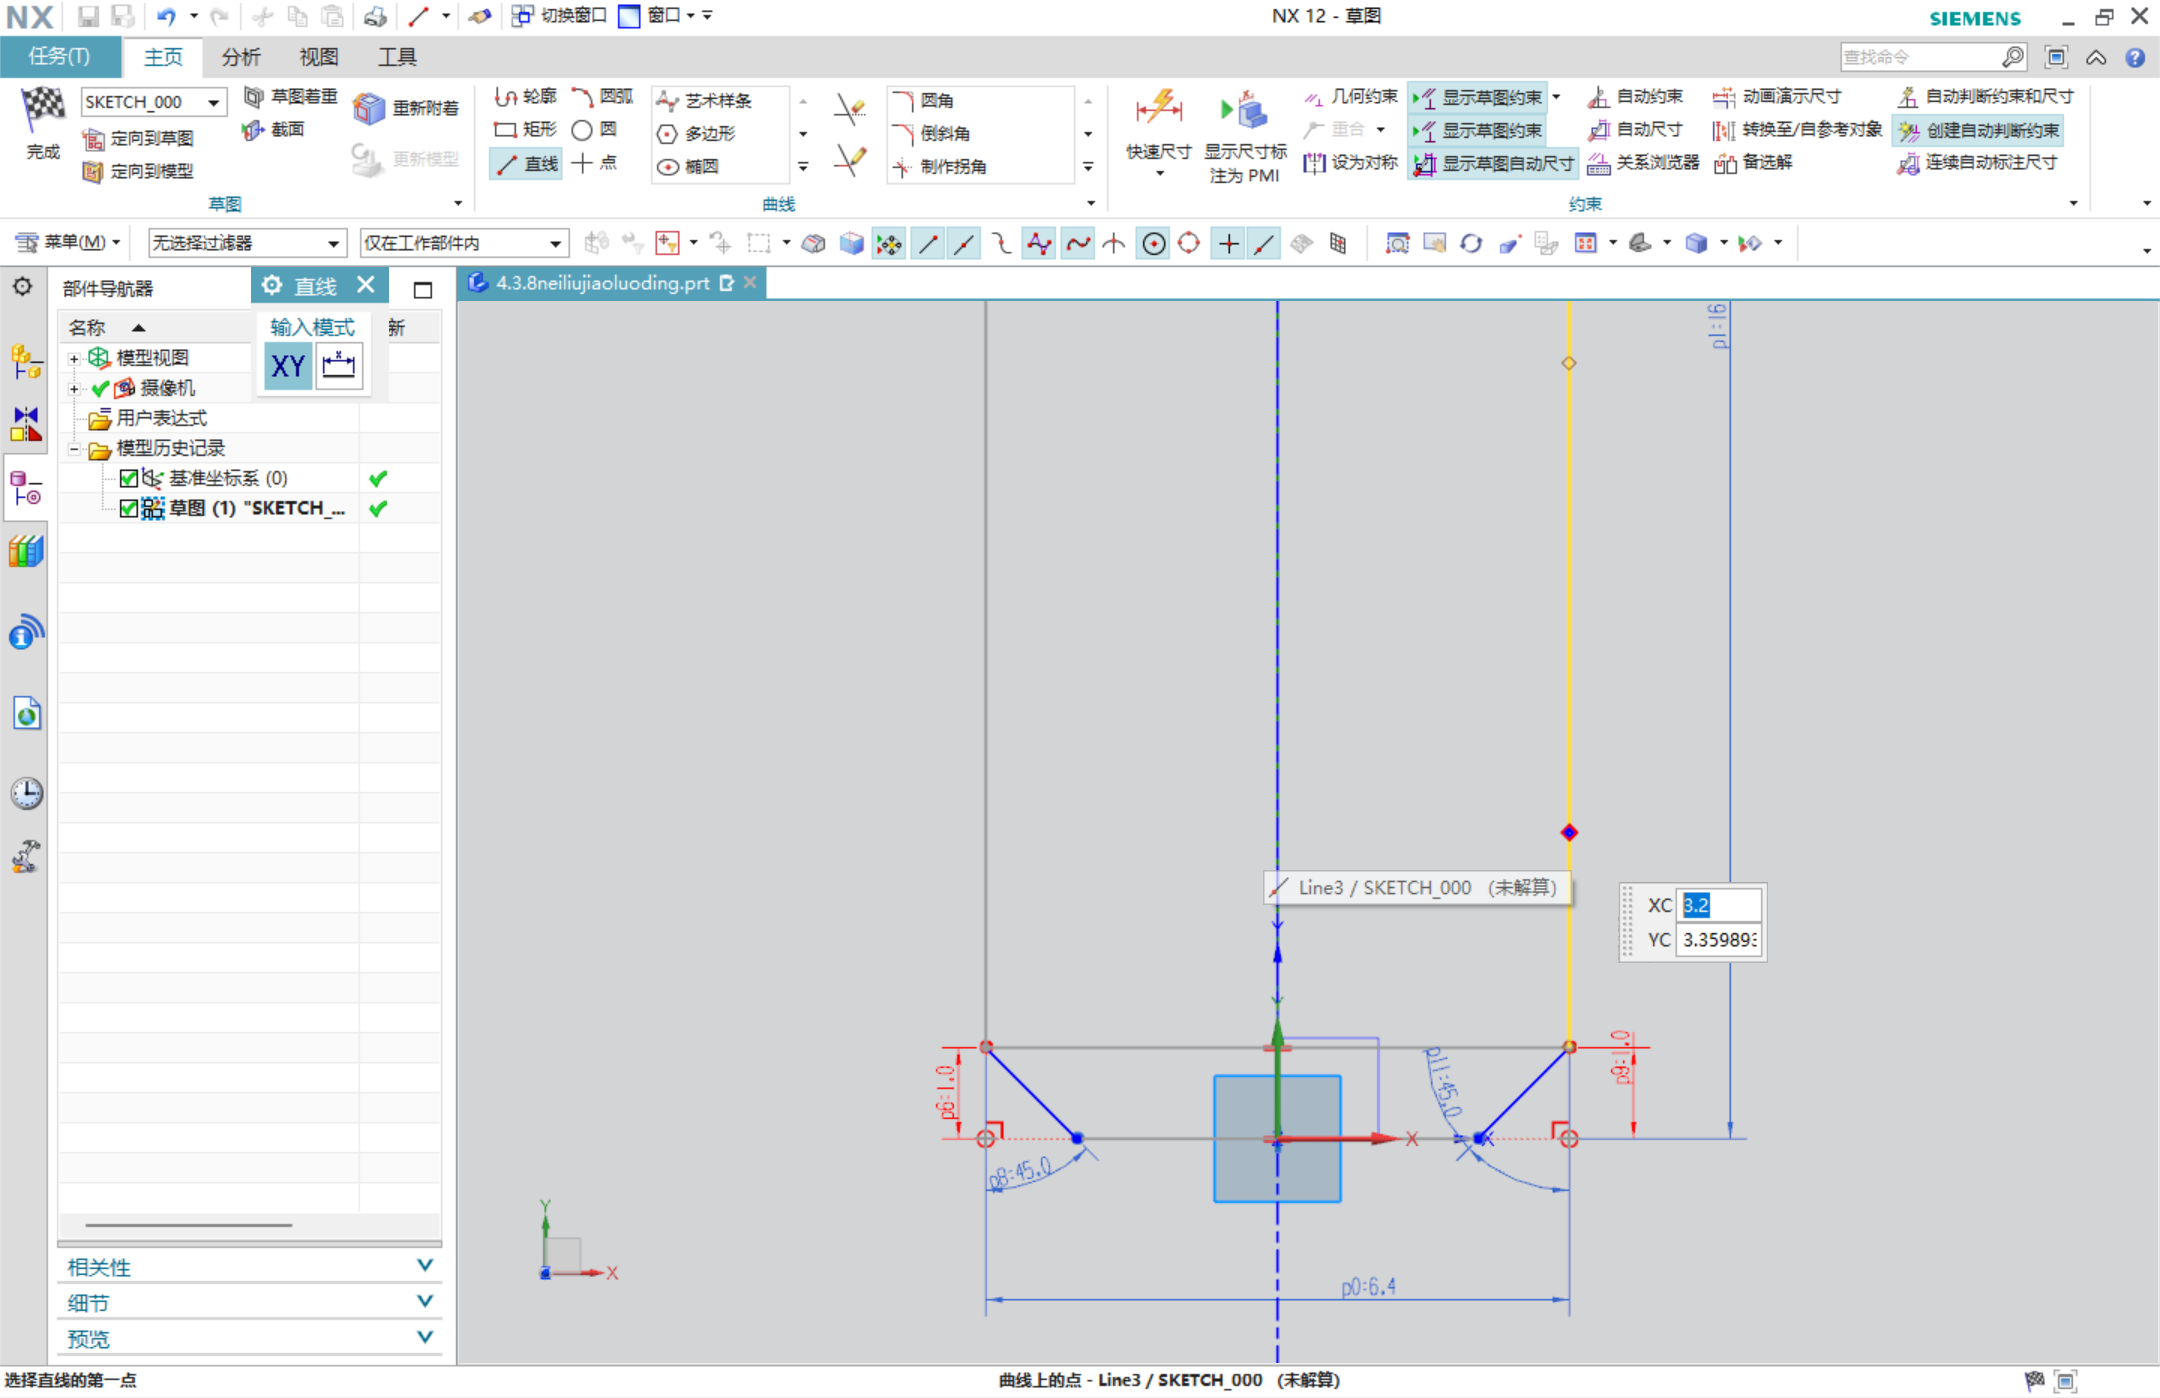 NX 切换窗口 窗口 NX 12 - 草图 SIEMENS
任务(T) 主页 分析 视图 工具 查找命令
完成
SKETCH_000
定向到草图
定向到模型
草图着重
截面
重新附着
更新模型
草图
轮廓 圆弧
矩形 圆
直线 点
艺术样条
多边形
椭圆
圆角
倒斜角
制作拐角
曲线
快速尺寸
显示尺寸标
注为 PMI
几何约束
重合
设为对称
显示草图约束
显示草图约束
显示草图自动尺寸
自动约束
自动尺寸
关系浏览器
动画演示尺寸
转换至/自参考对象
备选解
自动判断约束和尺寸
创建自动判断约束
连续自动标注尺寸
约束
菜单(M) 无选择过滤器 仅在工作部件内
部件导航器 直线 4.3.8neiliujiaoluoding.prt
名称 输入模式 新
XY
模型视图
摄像机
用户表达式
模型历史记录
基准坐标系 (0)
草图 (1) "SKETCH_...
相关性
细节
预览
p1:16
Line3 / SKETCH_000 (未解算)
XC 3.2
YC 3.359893
Y
p6:1.0
p8:45.0
p11:45.0
p9:1.0
X
X
p0:6.4
Y
X
选择直线的第一点 曲线上的点 - Line3 / SKETCH_000 (未解算)